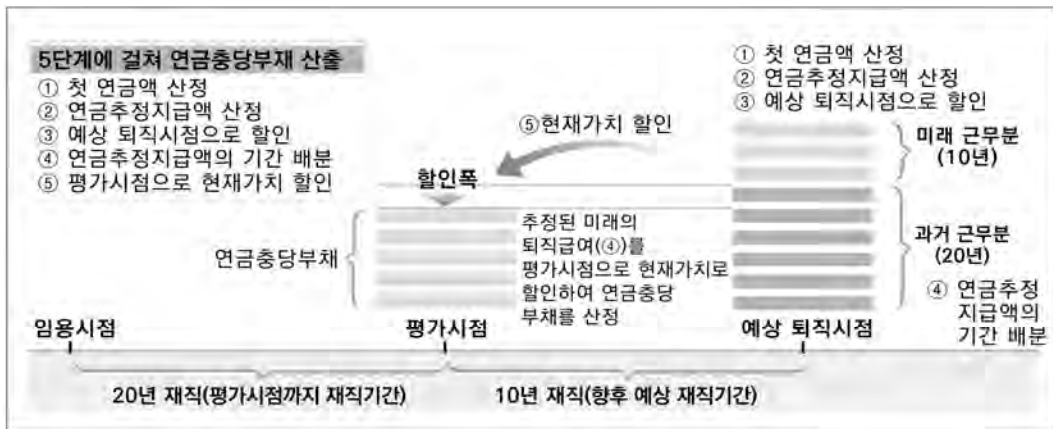 5단계에 걸쳐 연금충당부재 산출
① 첫 연금액 산정
② 연금추정지급액 산정
③ 예상 퇴직시점으로 할인
④ 연금추정지급액의 기간 배분
⑤ 평가시점으로 현재가치 할인
① 첫 연금액 산정
② 연금추정지급액 산정
③ 예상 퇴직시점으로 할인
⑤현재가치 할인
미래 근무분
(10년)
할인폭
연금충당부채
추정된 미래의
퇴직급여(④)를
평가시점으로 현재가치로
할인하여 연금충당
부채를 산정
과거 근무분
(20년)
④ 연금추정
지급액의
기간 배분
임용시점
평가시점
예상 퇴직시점
20년 재직(평가시점까지 재직기간)
10년 재직(향후 예상 재직기간)